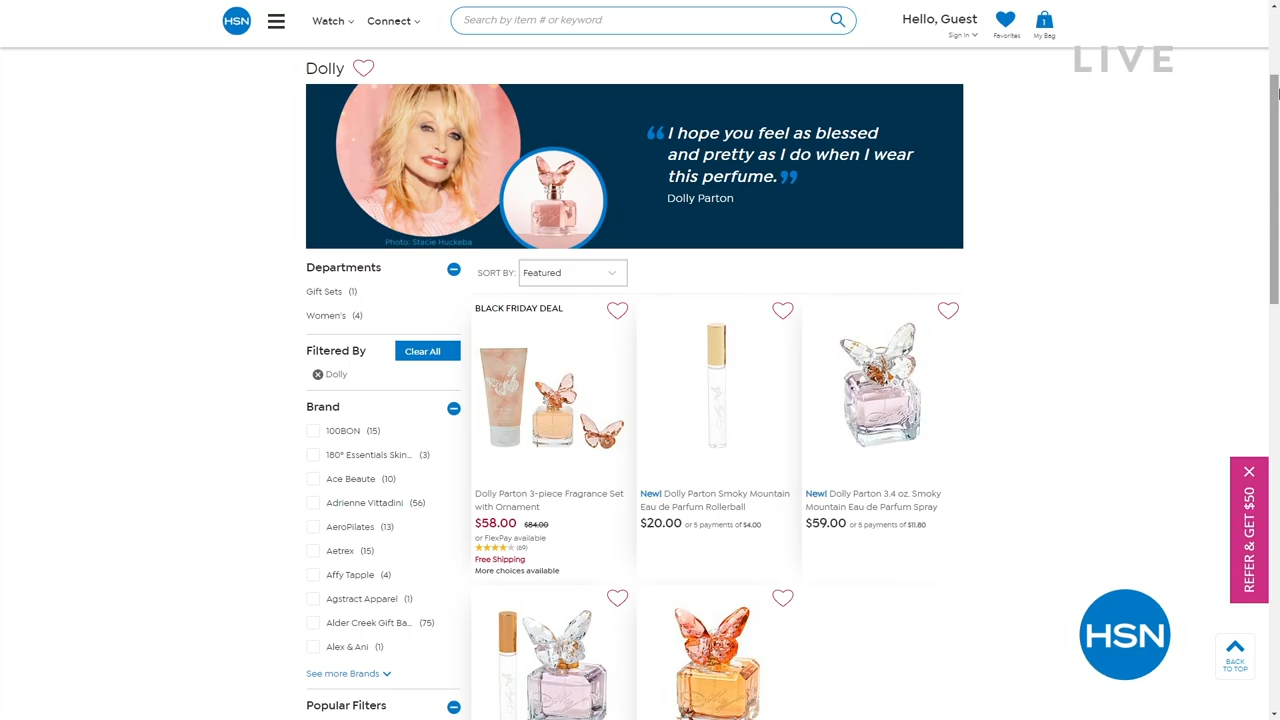 HSN
Watch
Connect
Search by item # or keyword
Hello, Guest
Sign In
Favorites
1
My Bag
LIVE
Dolly
“ I hope you feel as blessed
and pretty as I do when I wear
this perfume. ”
Dolly Parton
Photo: Stacie Huckeba
Departments
Gift Sets (1)
Women's (4)
Filtered By
Clear All
Dolly
Brand
100BON (15)
180° Essentials Skin... (3)
Ace Beaute (10)
Adrienne Vittadini (56)
AeroPilates (13)
Aetrex (15)
Affy Tapple (4)
Agstract Apparel (1)
Alder Creek Gift Ba... (75)
Alex & Ani (1)
See more Brands
Popular Filters
SORT BY: Featured
BLACK FRIDAY DEAL
Dolly Parton 3-piece Fragrance Set
with Ornament
$58.00 $84.00
or FlexPay available
(69)
Free Shipping
More choices available
New! Dolly Parton Smoky Mountain
Eau de Parfum Rollerball
$20.00 or 5 payments of $4.00
New! Dolly Parton 3.4 oz. Smoky
Mountain Eau de Parfum Spray
$59.00 or 5 payments of $11.80
REFER & GET $50
HSN
BACK
TO TOP